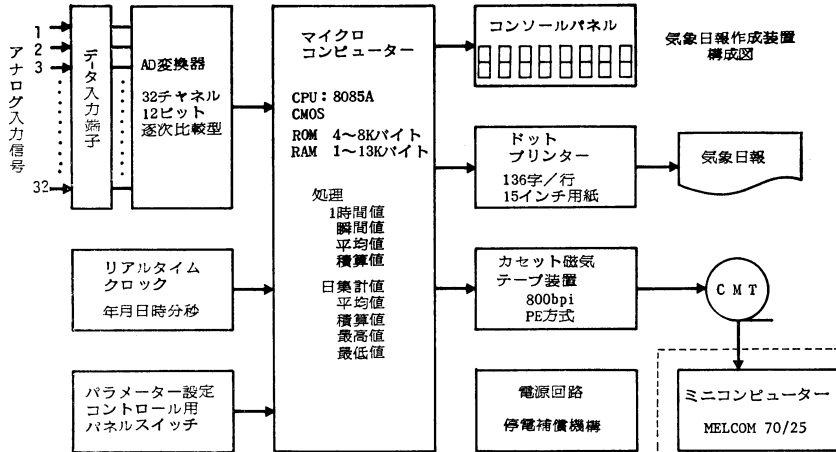 アナログ入力信号
1
2
3
32
データ入力端子
AD変換器
32チャネル
12ビット
逐次比較型
リアルタイム
クロック
年月日時分秒
パラメーター設定
コントロール用
パネルスイッチ
マイクロ
コンピューター
CPU：8085A
CMOS
ROM 4～8Kバイト
RAM 1～13Kバイト
処理
1時間値
瞬間値
平均値
積算値
日集計値
平均値
積算値
最高値
最低値
コンソールパネル
気象日報作成装置
構成図
ドット
プリンター
136字／行
15インチ用紙
気象日報
カセット磁気
テープ装置
800bpi
PE方式
CMT
電源回路
停電補償機構
ミニコンピューター
MELCOM 70/25